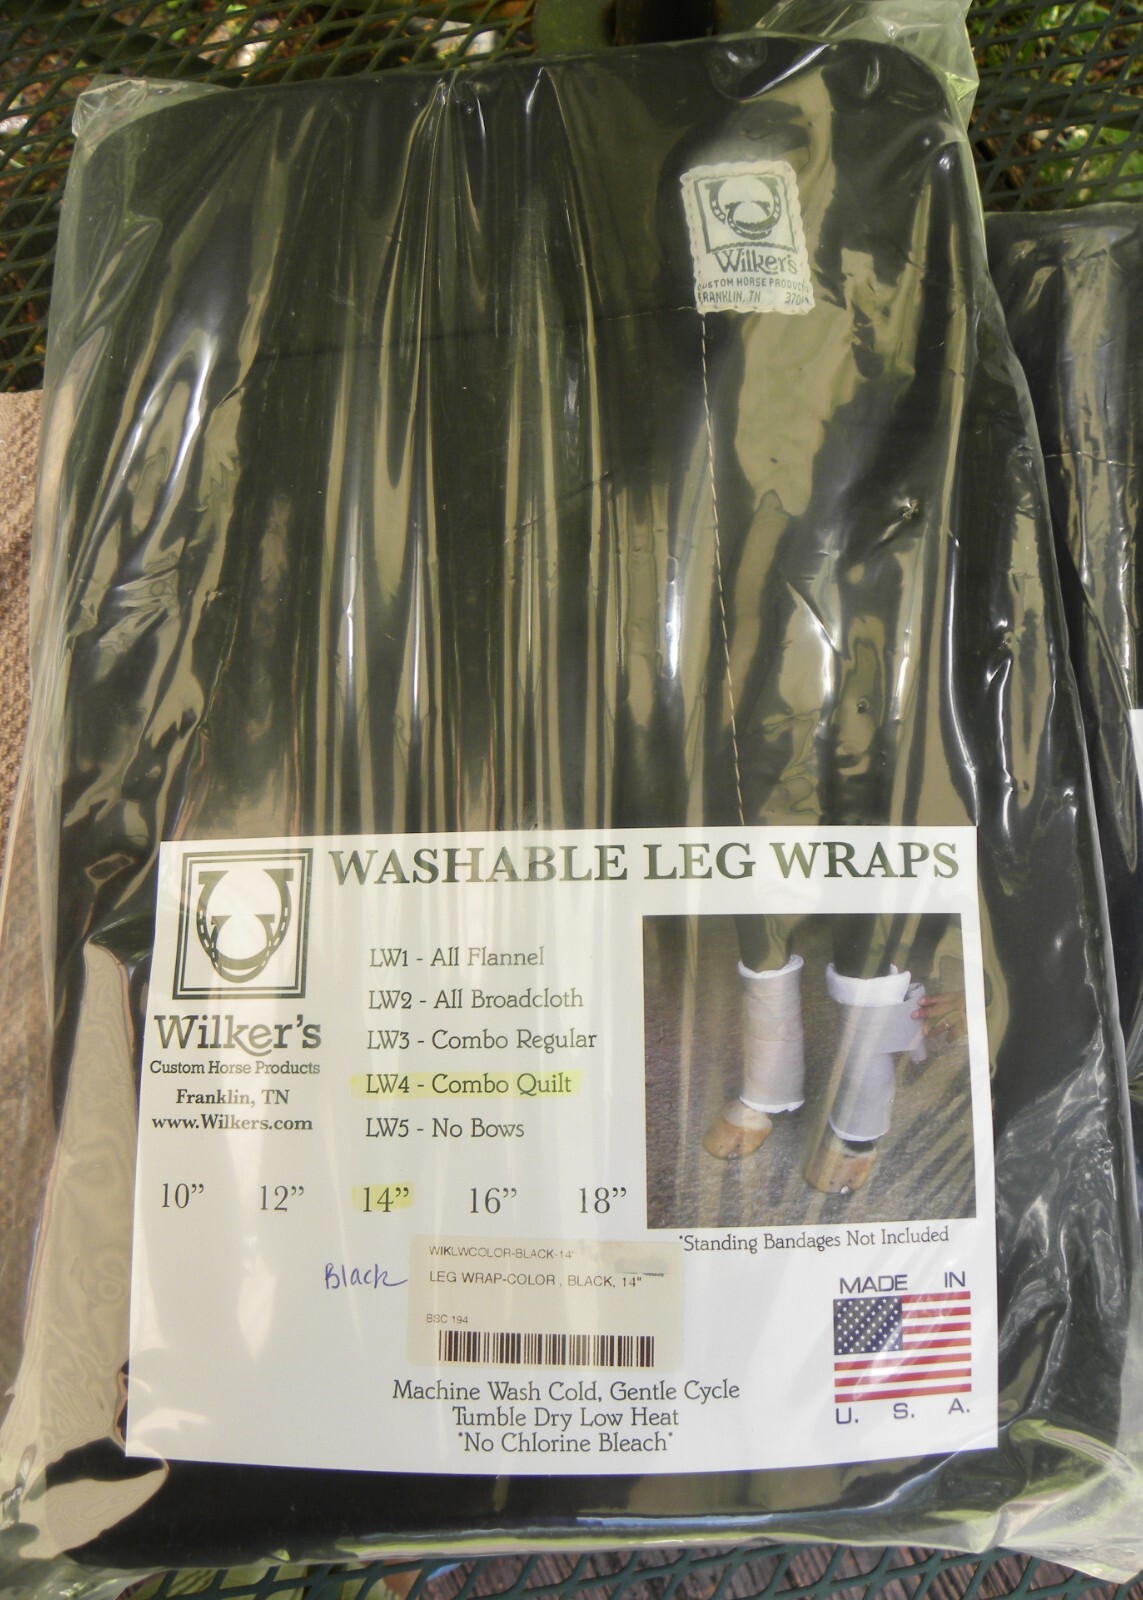 Wilker's
CUSTOM HORSE PRODUCTS
FRANKLIN, TN
WASHABLE LEG WRAPS
Wilker's
Custom Horse Products
Franklin, TN
www.Wilkers.com
LW1 - All Flannel
LW2 - All Broadcloth
LW3 - Combo Regular
LW4 - Combo Quilt
LW5 - No Bows
10" 12" 14" 16" 18"
*Standing Bandages Not Included
Black
WIKLWCOLOR-BLACK-14"
LEG WRAP-COLOR , BLACK, 14"
BSC 194
MADE IN
U. S. A.
Machine Wash Cold, Gentle Cycle
Tumble Dry Low Heat
*No Chlorine Bleach*